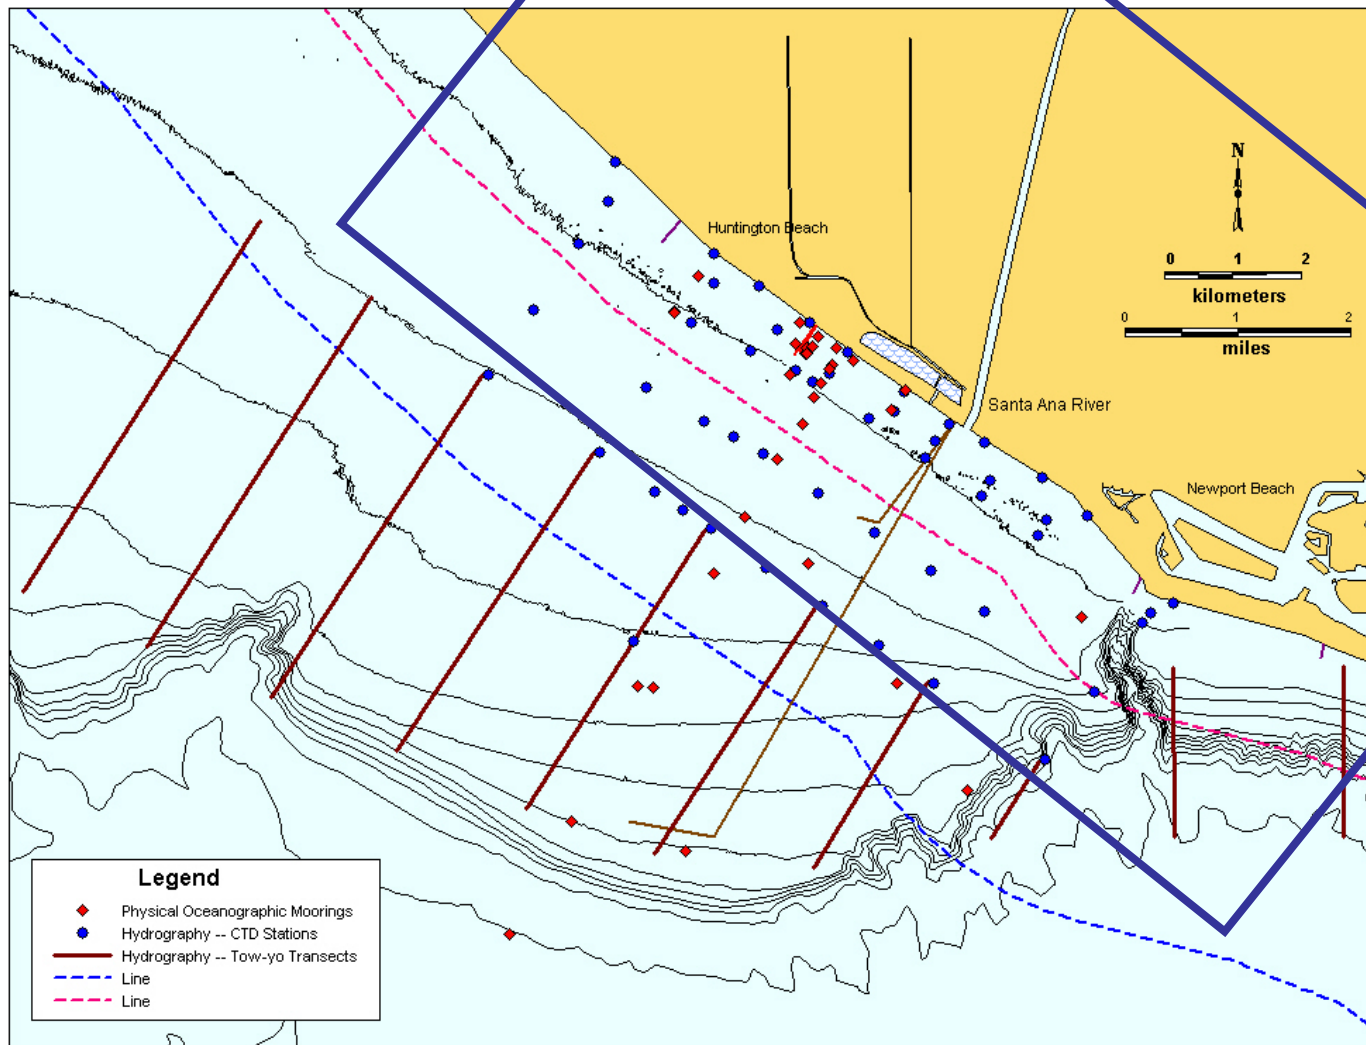 N
Huntington Beach
0 1 2
kilometers
0 1 2
miles
Santa Ana River
Newport Beach
Legend
Physical Oceanographic Moorings
Hydrography -- CTD Stations
Hydrography -- Tow-yo Transects
Line
Line